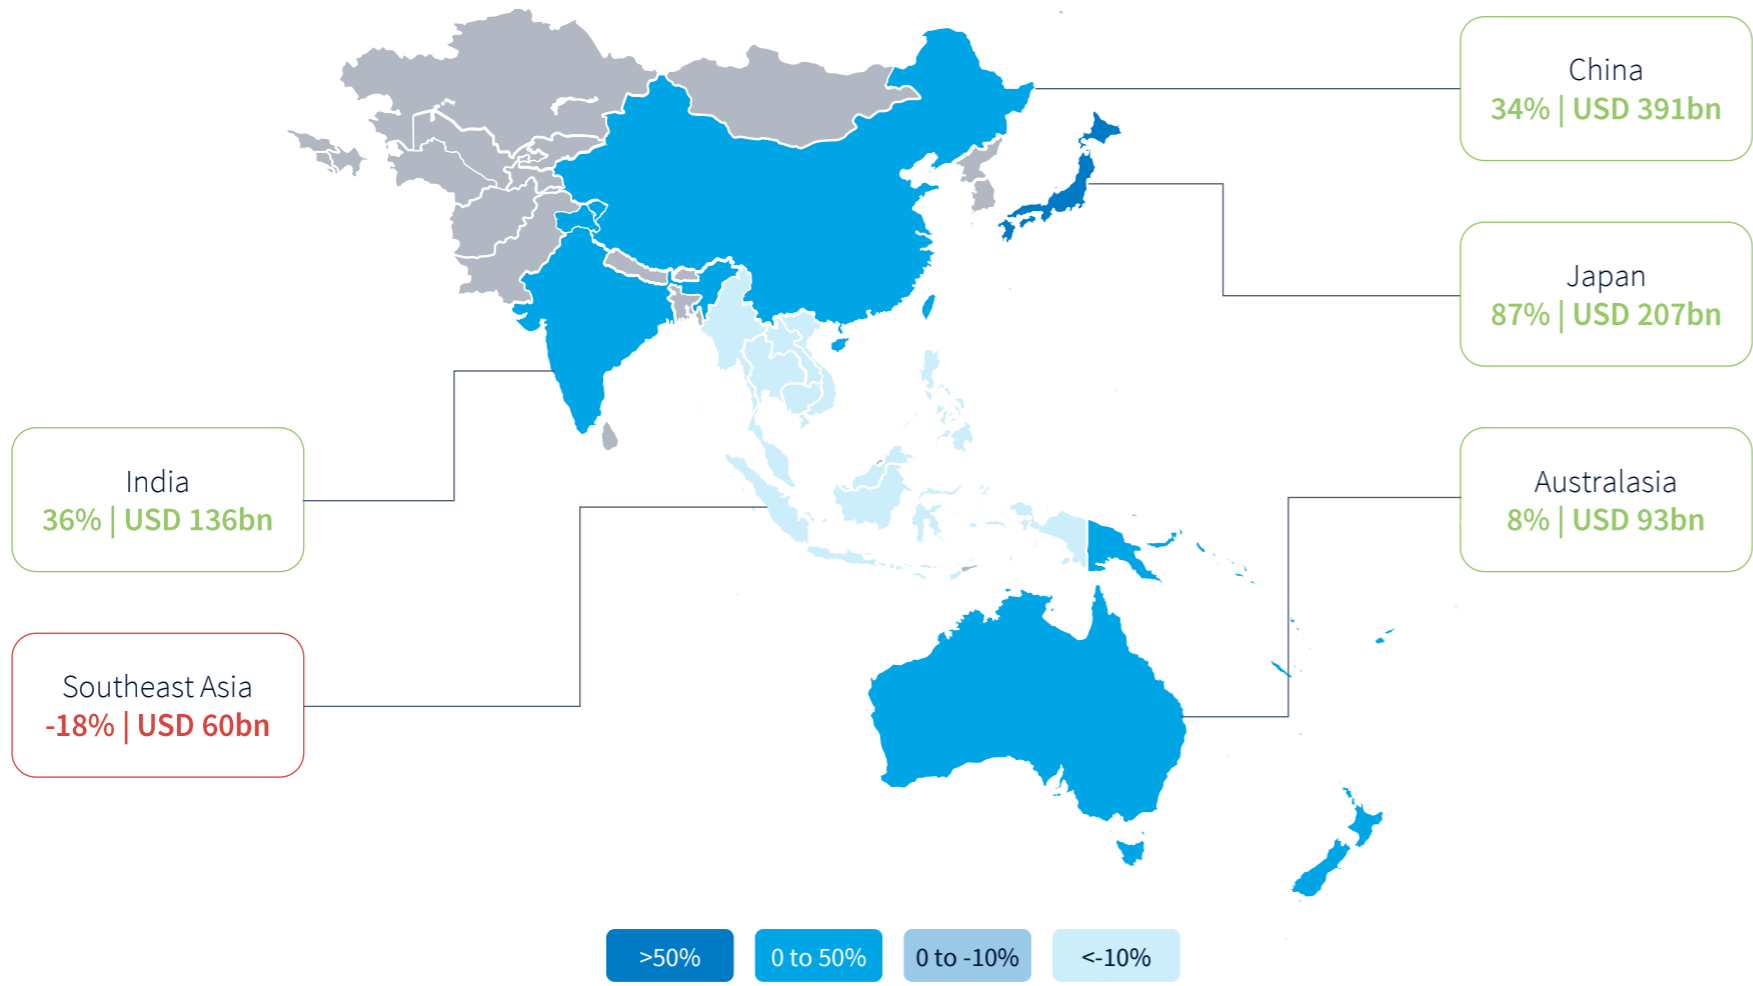 China
34% | USD 391bn
Japan
87% | USD 207bn
India
36% | USD 136bn
Australasia
8% | USD 93bn
Southeast Asia
-18% | USD 60bn
>50%
0 to 50%
0 to -10%
<-10%